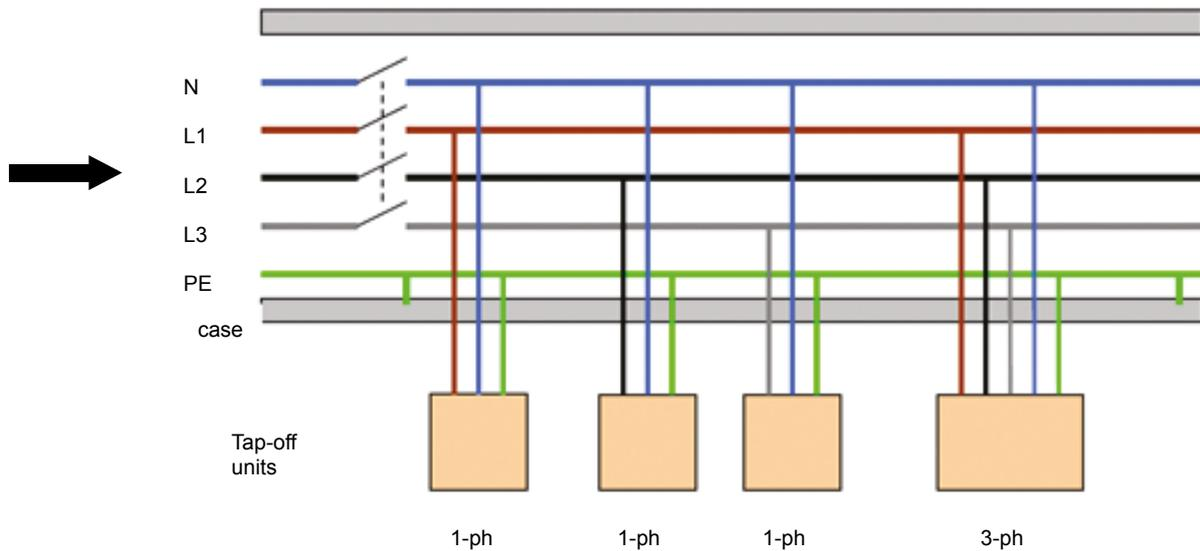 N
L1
L2
L3
PE
case
Tap-off
units
1-ph
1-ph
1-ph
3-ph